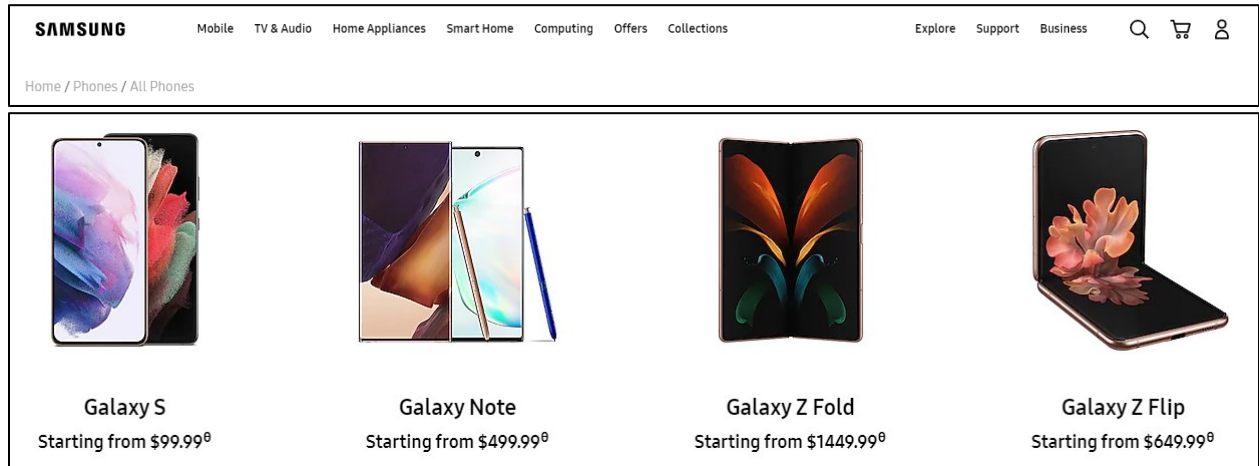 SAMSUNG Mobile TV & Audio Home Appliances Smart Home Computing Offers Collections Explore Support Business
Home / Phones / All Phones
Galaxy S Galaxy Note Galaxy Z Fold Galaxy Z Flip
Starting from $99.99θ Starting from $499.99θ Starting from $1449.99θ Starting from $649.99θ